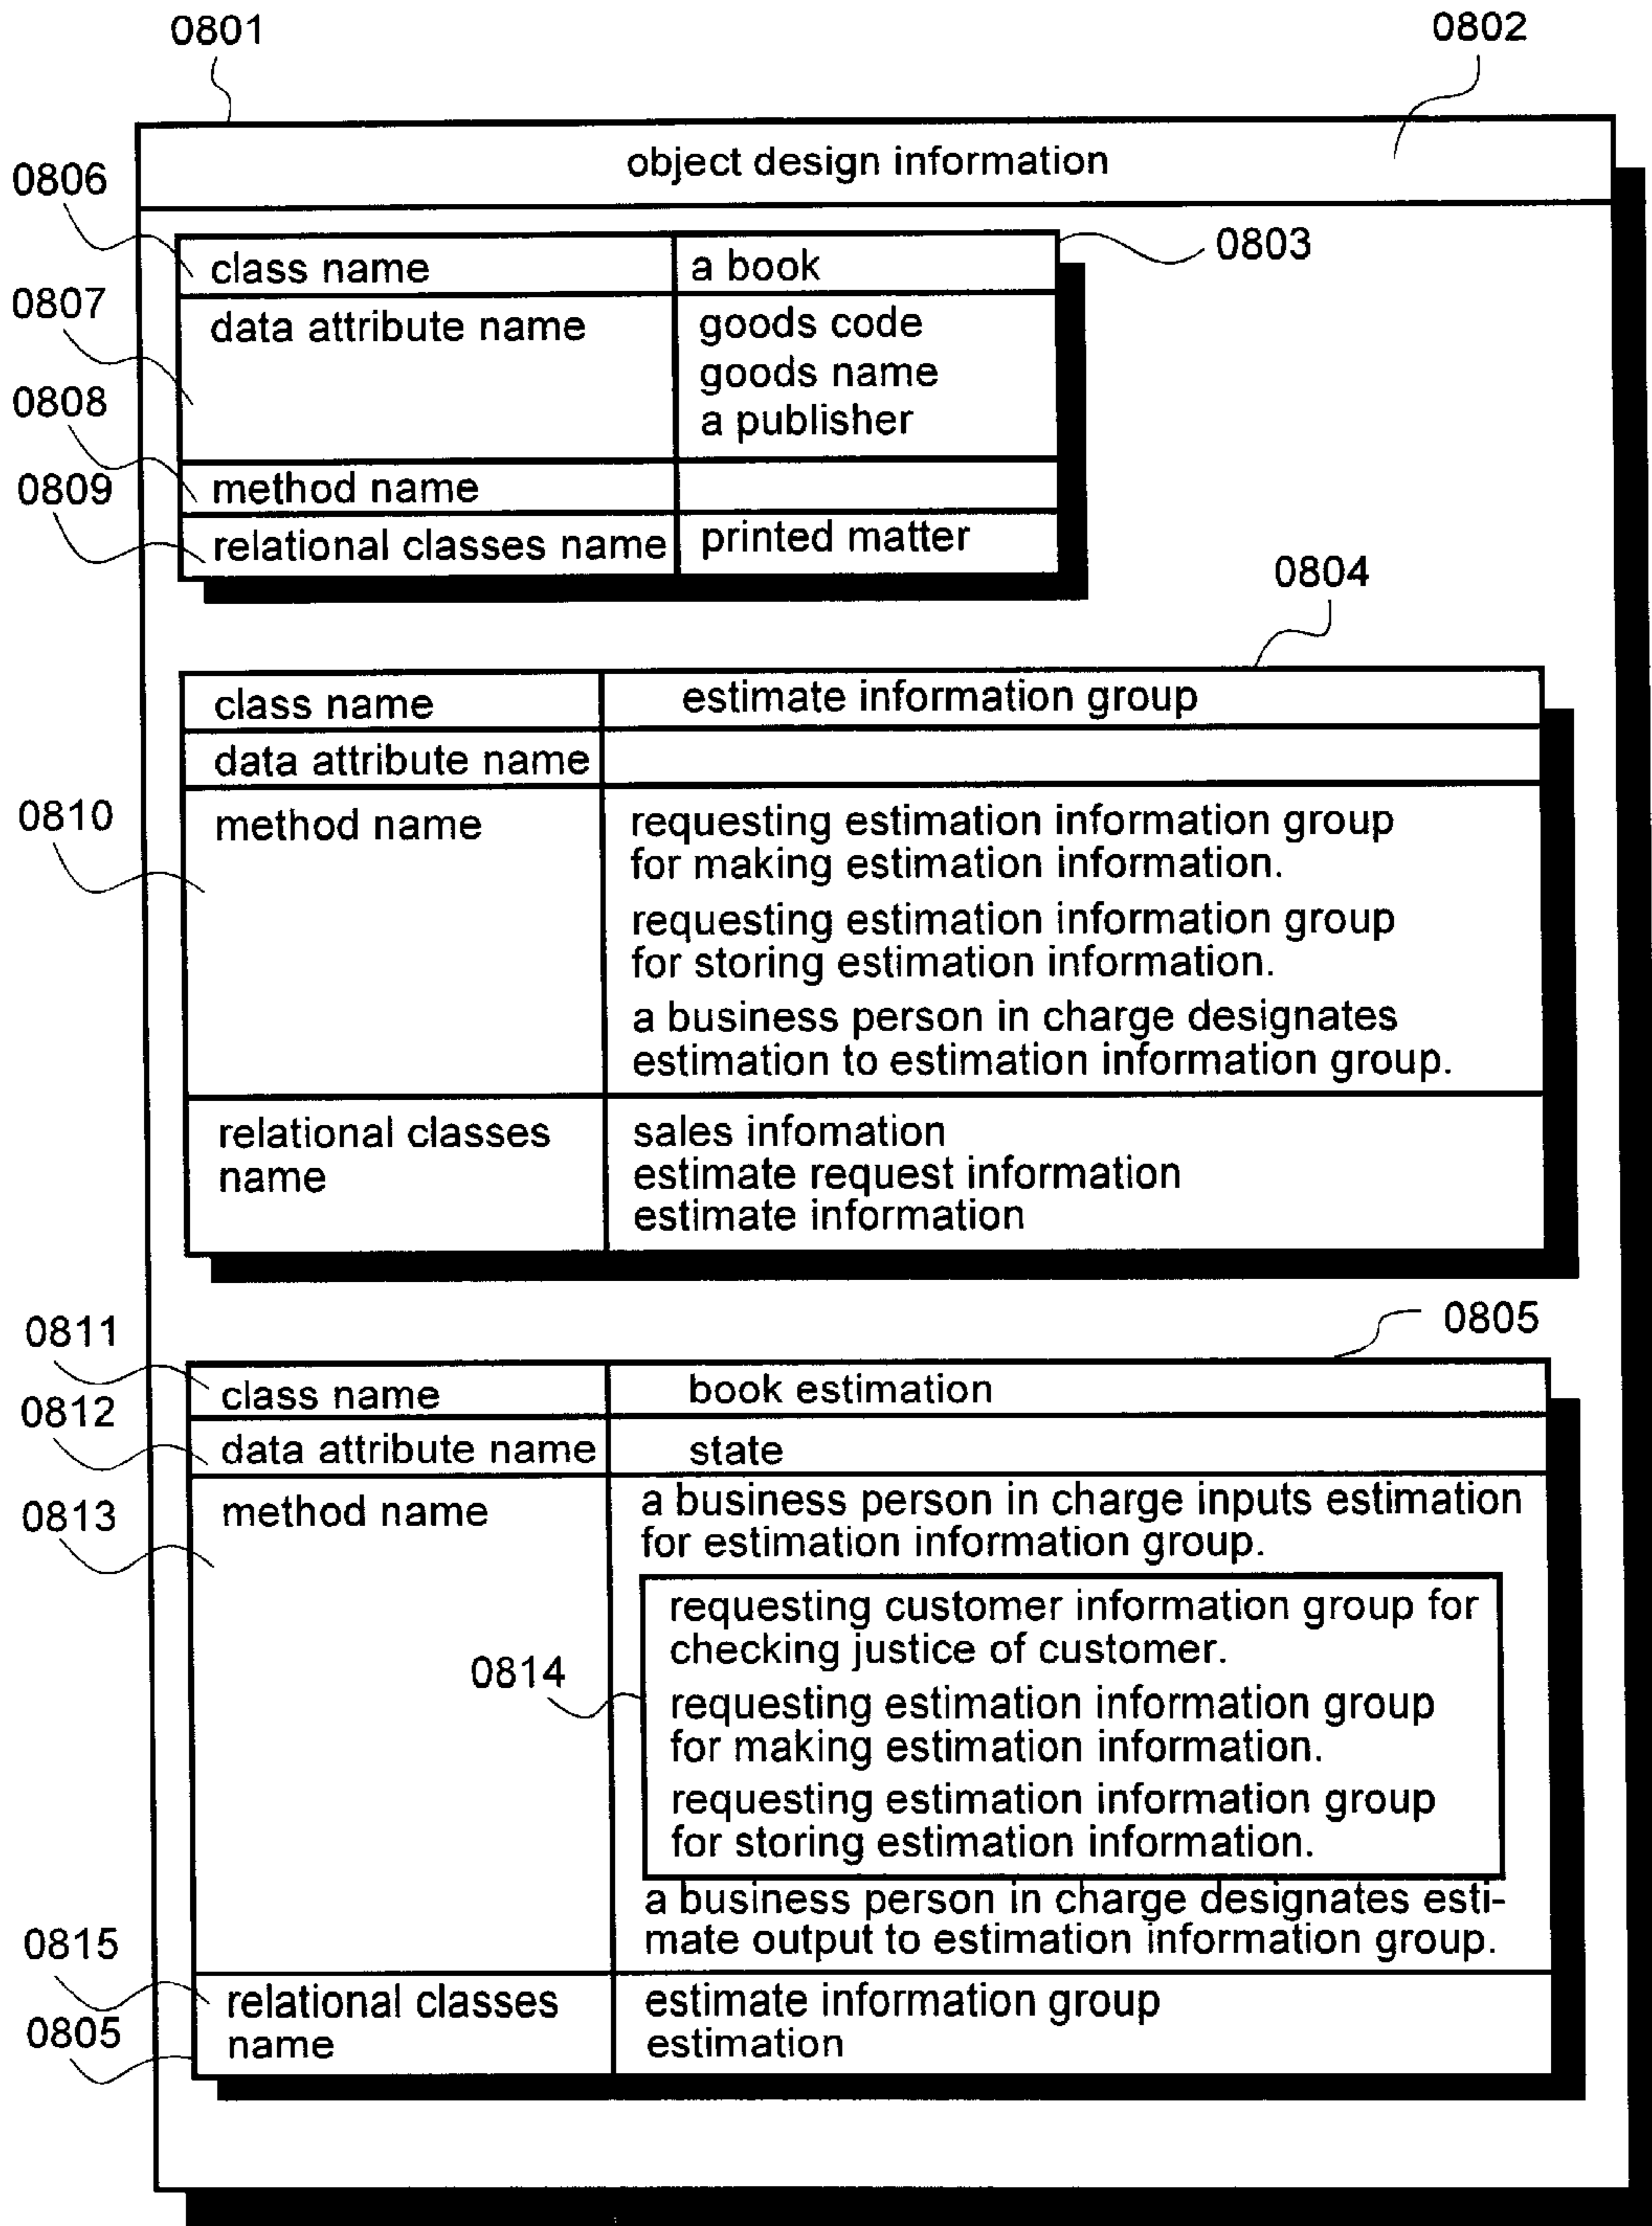 0801
0802
object design information
0806
0803
class name
a book
0807
data attribute name
goods code
goods name
a publisher
0808
method name
0809
relational classes name
printed matter
0804
class name
estimate information group
data attribute name
0810
method name
requesting estimation information group
for making estimation information.
requesting estimation information group
for storing estimation information.
a business person in charge designates
estimation to estimation information group.
relational classes
name
sales infomation
estimate request information
estimate information
0811
0805
class name
book estimation
0812
data attribute name
state
0813
method name
a business person in charge inputs estimation
for estimation information group.
0814
requesting customer information group for
checking justice of customer.
requesting estimation information group
for making estimation information.
requesting estimation information group
for storing estimation information.
a business person in charge designates esti-
mate output to estimation information group.
0815
relational classes
name
estimate information group
estimation
0805